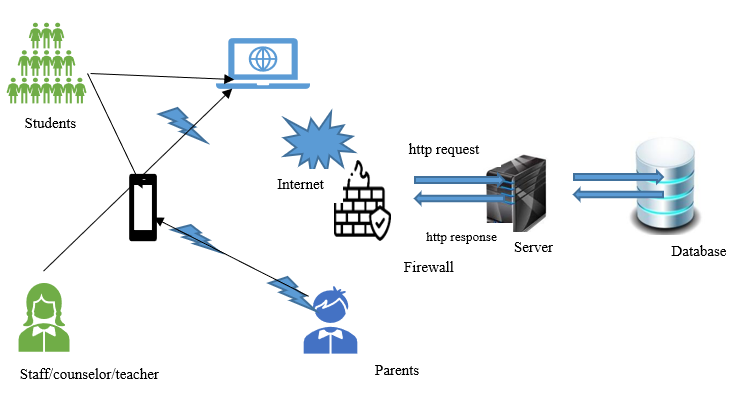 Students
Internet
http request
http response
Server
Database
Firewall
Staff/counselor/teacher
Parents